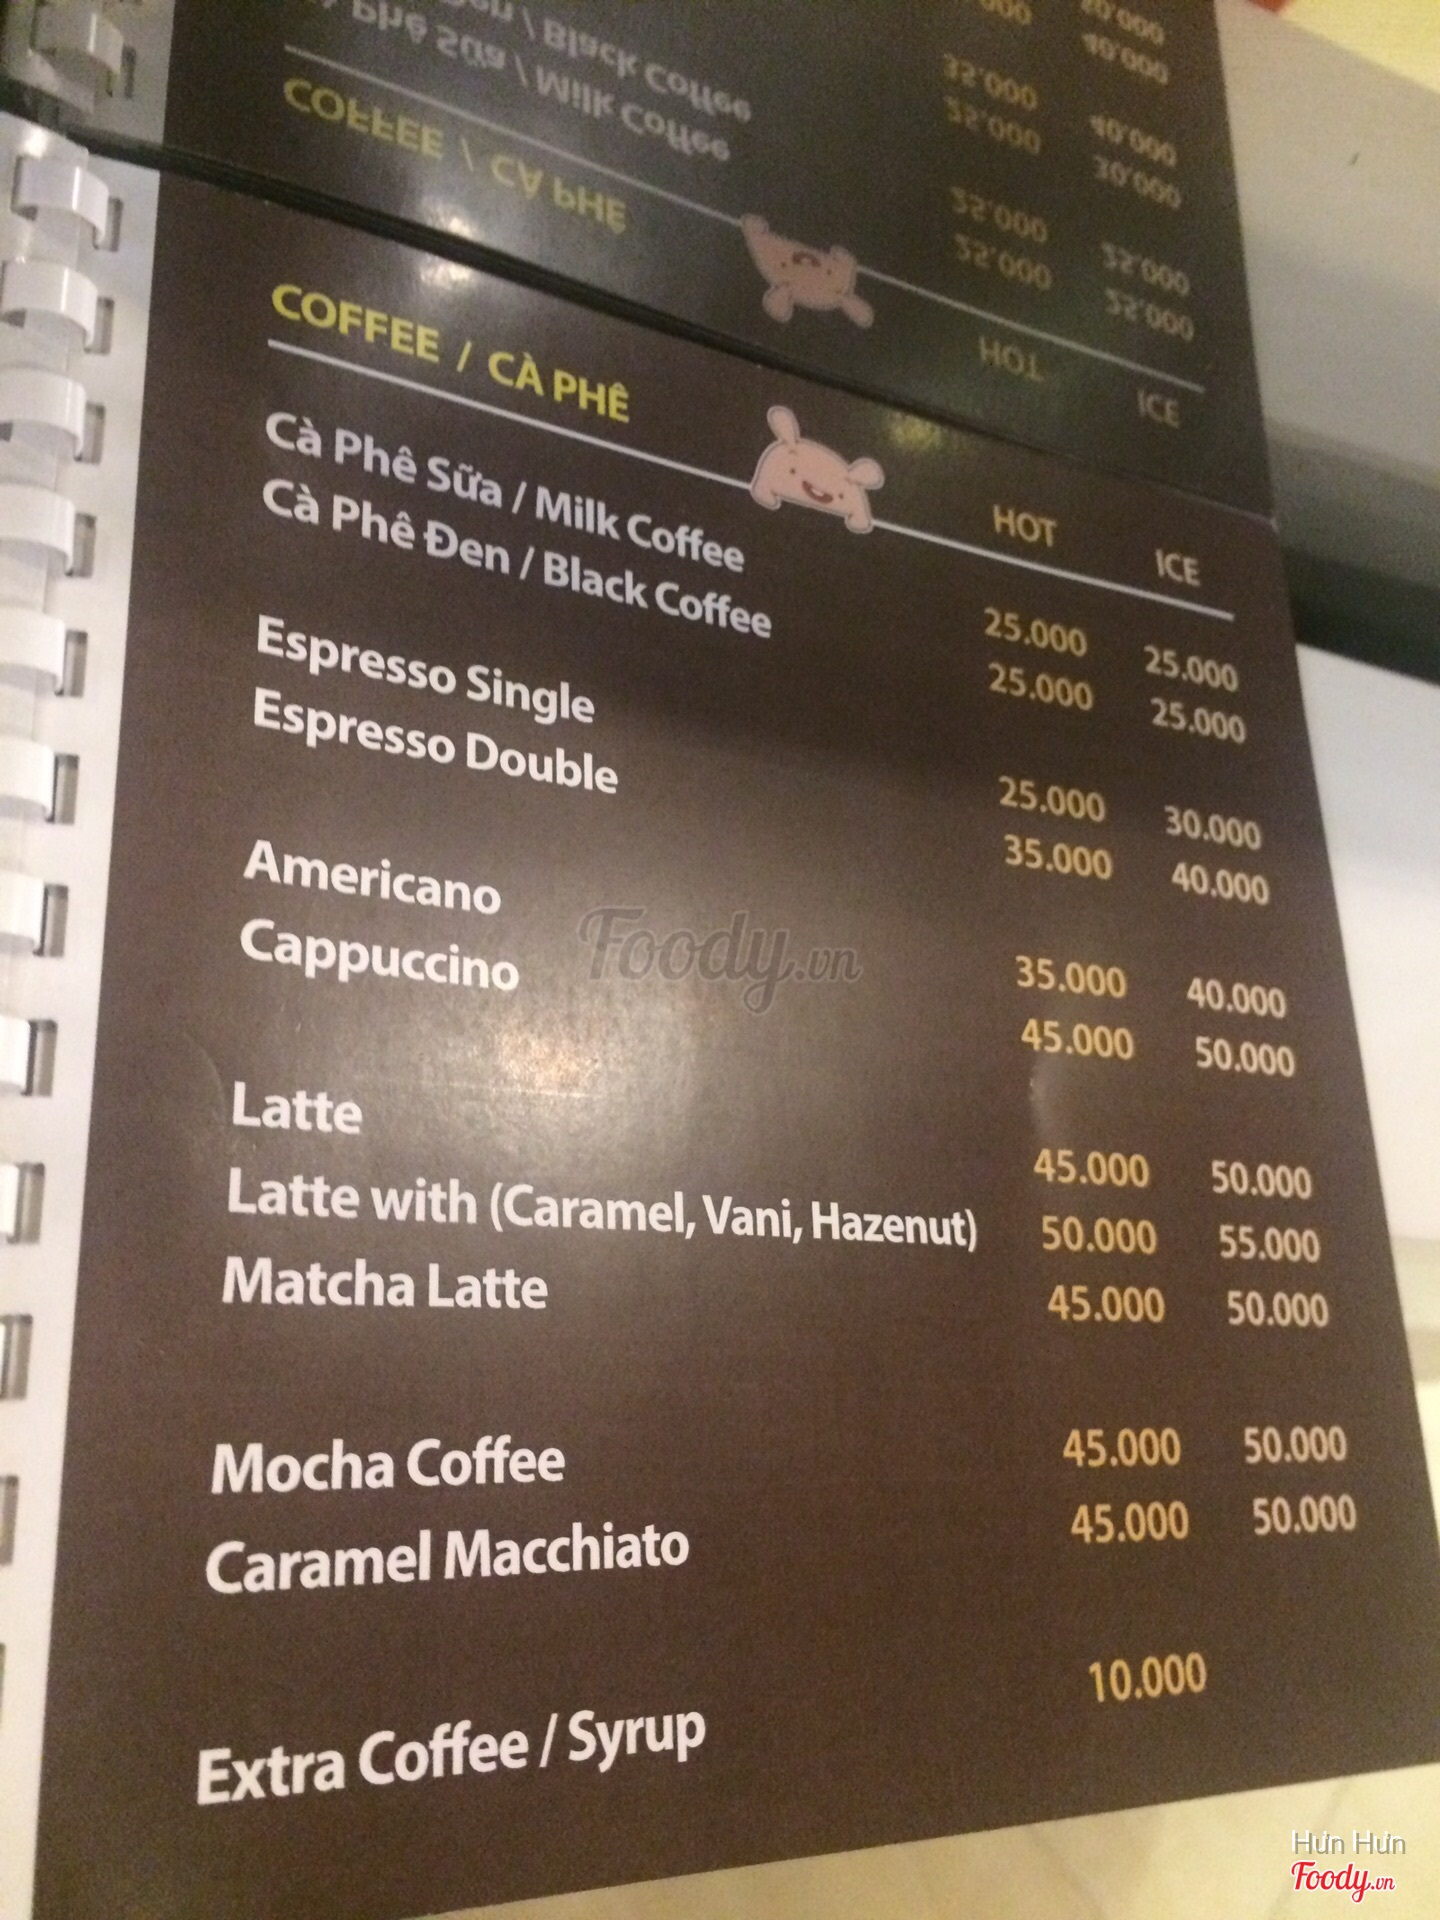 COFFEE / CÀ PHÊ
HOT ICE
Cà Phê Sữa / Milk Coffee 25.000 25.000
Cà Phê Đen / Black Coffee 25.000 25.000
Espresso Single 25.000 30.000
Espresso Double 35.000 40.000
Americano 35.000 40.000
Cappuccino 45.000 50.000
Latte 45.000 50.000
Latte with (Caramel, Vani, Hazenut) 50.000 55.000
Matcha Latte 45.000 50.000
Mocha Coffee 45.000 50.000
Caramel Macchiato 45.000 50.000
Extra Coffee / Syrup 10.000
Foody.vn
Hưn Hưn
Foody.vn